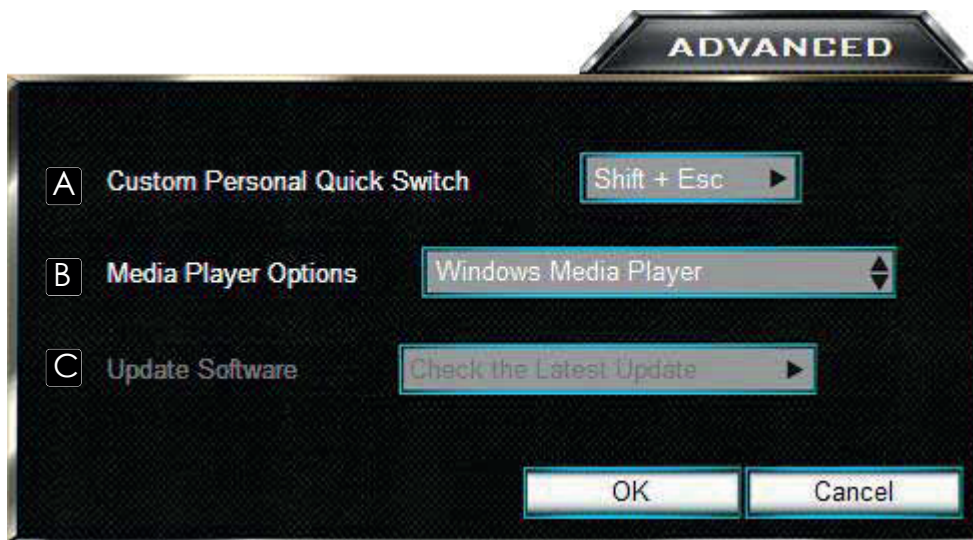 ADVANCED
A Custom Personal Quick Switch Shift + Esc
B Media Player Options Windows Media Player
C Update Software Check the Latest Update
OK Cancel